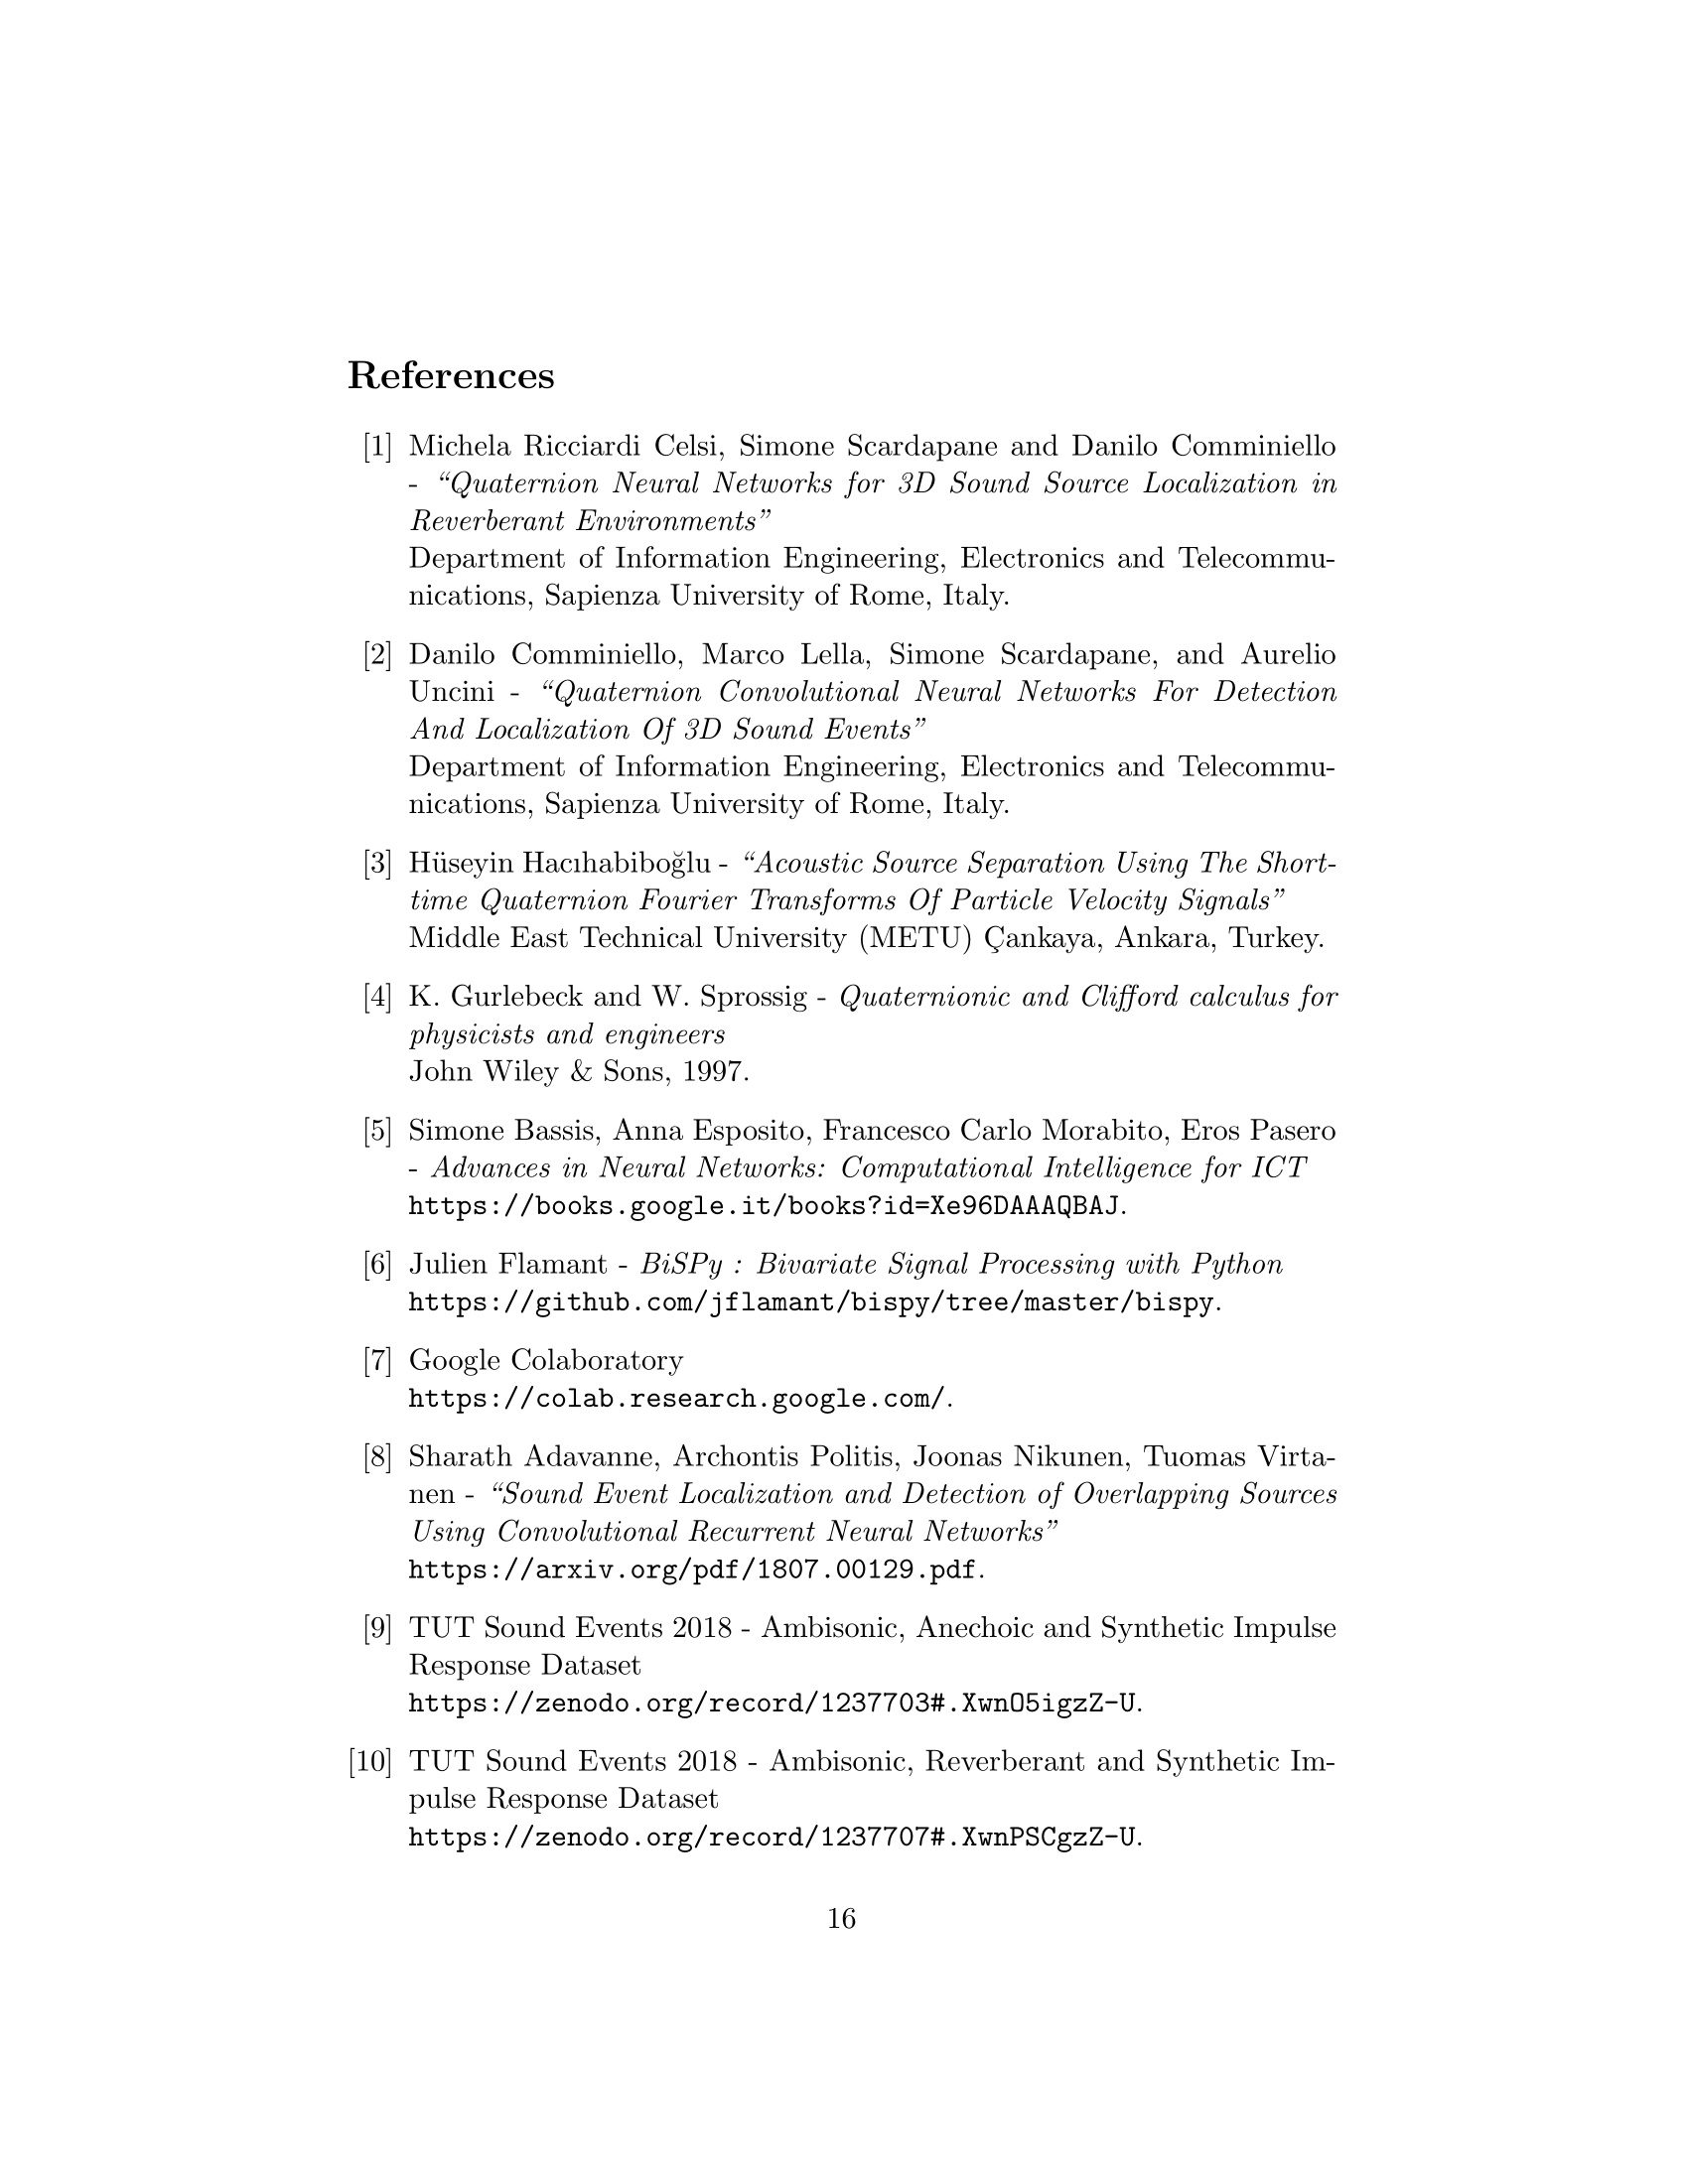 References
[1] Michela Ricciardi Celsi, Simone Scardapane and Danilo Comminiello
- “Quaternion Neural Networks for 3D Sound Source Localization in
Reverberant Environments”
Department of Information Engineering, Electronics and Telecommu-
nications, Sapienza University of Rome, Italy.
[2] Danilo Comminiello, Marco Lella, Simone Scardapane, and Aurelio
Uncini - “Quaternion Convolutional Neural Networks For Detection
And Localization Of 3D Sound Events”
Department of Information Engineering, Electronics and Telecommu-
nications, Sapienza University of Rome, Italy.
[3] Hüseyin Hacıhabiboğlu - “Acoustic Source Separation Using The Short-
time Quaternion Fourier Transforms Of Particle Velocity Signals”
Middle East Technical University (METU) Çankaya, Ankara, Turkey.
[4] K. Gurlebeck and W. Sprossig - Quaternionic and Clifford calculus for
physicists and engineers
John Wiley & Sons, 1997.
[5] Simone Bassis, Anna Esposito, Francesco Carlo Morabito, Eros Pasero
- Advances in Neural Networks: Computational Intelligence for ICT
https://books.google.it/books?id=Xe96DAAAQBAJ.
[6] Julien Flamant - BiSPy : Bivariate Signal Processing with Python
https://github.com/jflamant/bispy/tree/master/bispy.
[7] Google Colaboratory
https://colab.research.google.com/.
[8] Sharath Adavanne, Archontis Politis, Joonas Nikunen, Tuomas Virta-
nen - “Sound Event Localization and Detection of Overlapping Sources
Using Convolutional Recurrent Neural Networks”
https://arxiv.org/pdf/1807.00129.pdf.
[9] TUT Sound Events 2018 - Ambisonic, Anechoic and Synthetic Impulse
Response Dataset
https://zenodo.org/record/1237703#.XwnO5igzZ-U.
[10] TUT Sound Events 2018 - Ambisonic, Reverberant and Synthetic Im-
pulse Response Dataset
https://zenodo.org/record/1237707#.XwnPSCgzZ-U.
16